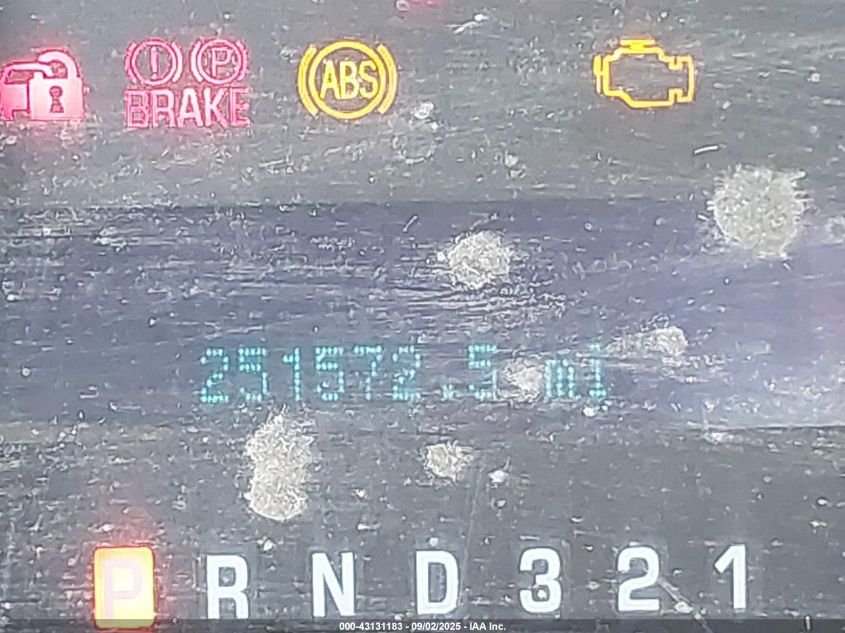 (I) (P) ABS
BRAKE
251572.5 mi
P R N D 3 2 1
000-43131183 - 09/02/2025 - IAA Inc.